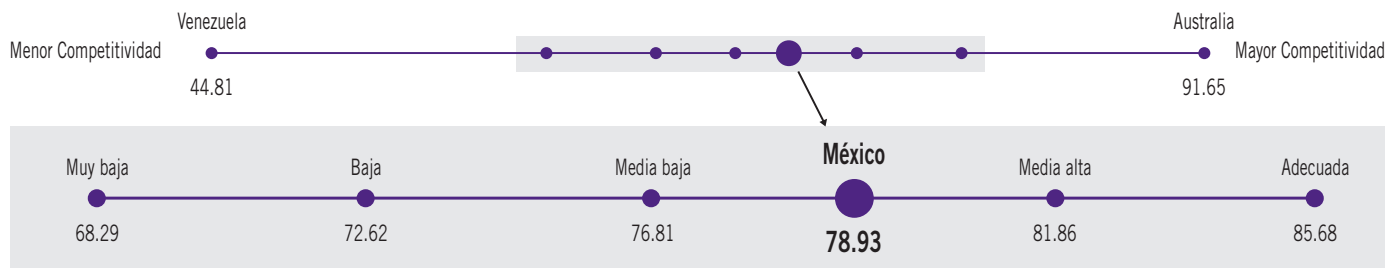 Venezuela
Australia
Menor Competitividad
Mayor Competitividad
44.81
91.65
Muy baja
Baja
Media baja
México
Media alta
Adecuada
68.29
72.62
76.81
78.93
81.86
85.68